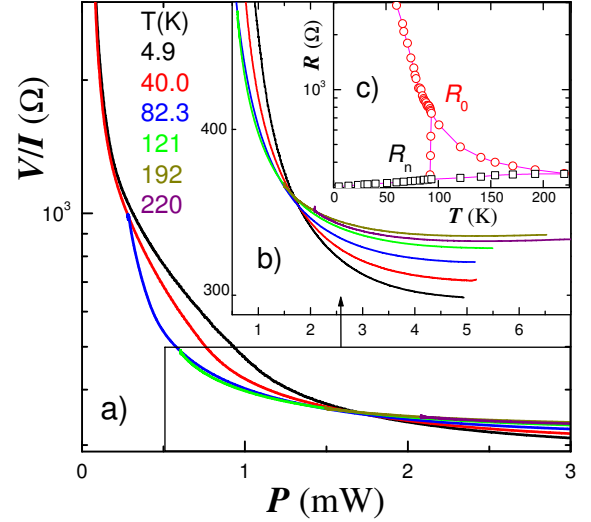 T(K)
4.9
40.0
82.3
121
192
220
V/I (Ω)
10³
a)
0 1 2 3
P (mW)
400
300
b)
1 2 3 4 5 6
R (Ω)
10³
c)
R₀
Rₙ
0 50 100 150 200
T (K)